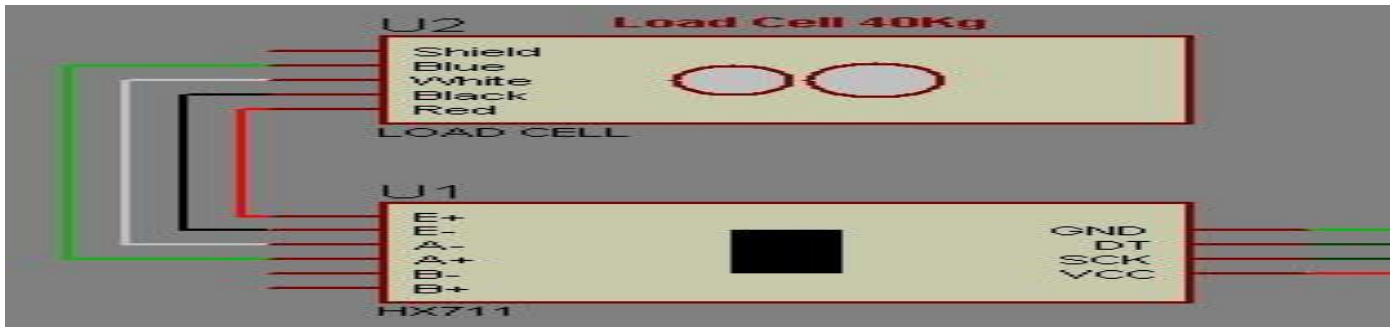 U2
Load Cell 40Kg
Shield
Blue
White
Black
Red
LOAD CELL
U1
E+
E-
A-
A+
B-
B+
GND
DT
SCK
VCC
HX711